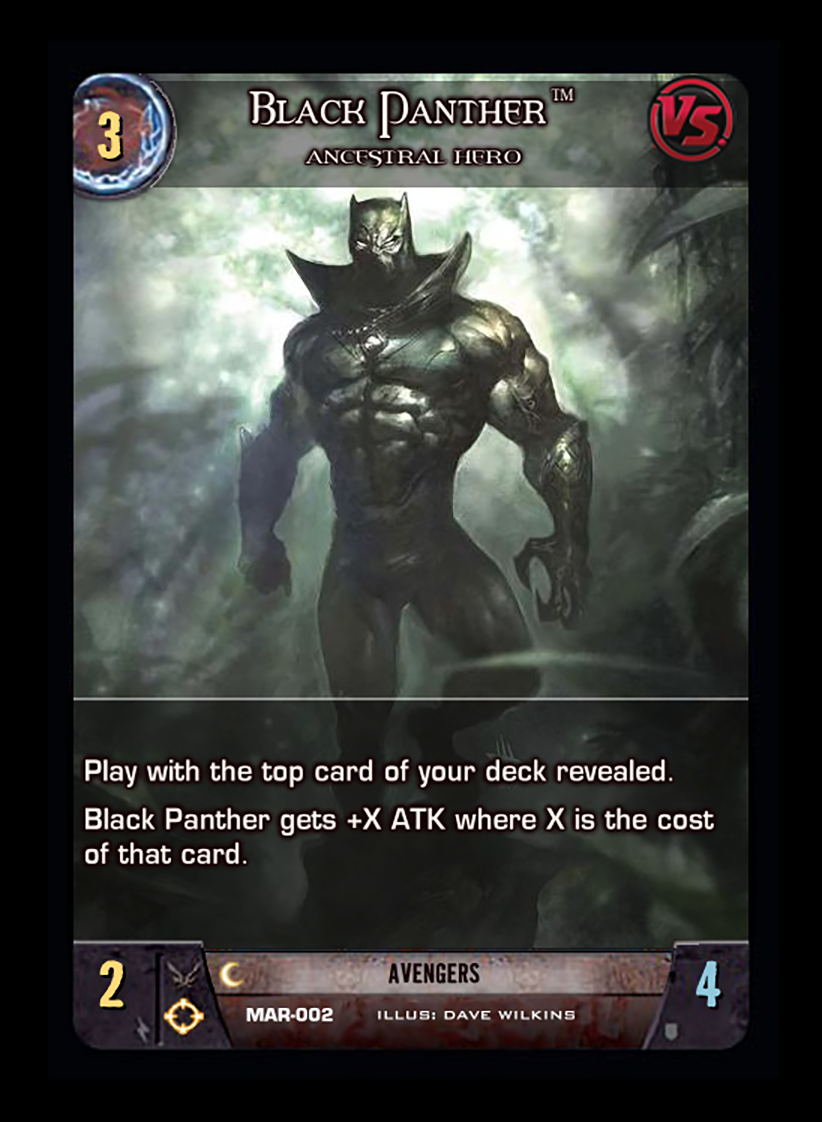 3
BLACK PANTHER™
VS.
ANCESTRAL HERO
Play with the top card of your deck revealed.
Black Panther gets +X ATK where X is the cost
of that card.
2
AVENGERS
4
MAR-002 ILLUS: DAVE WILKINS